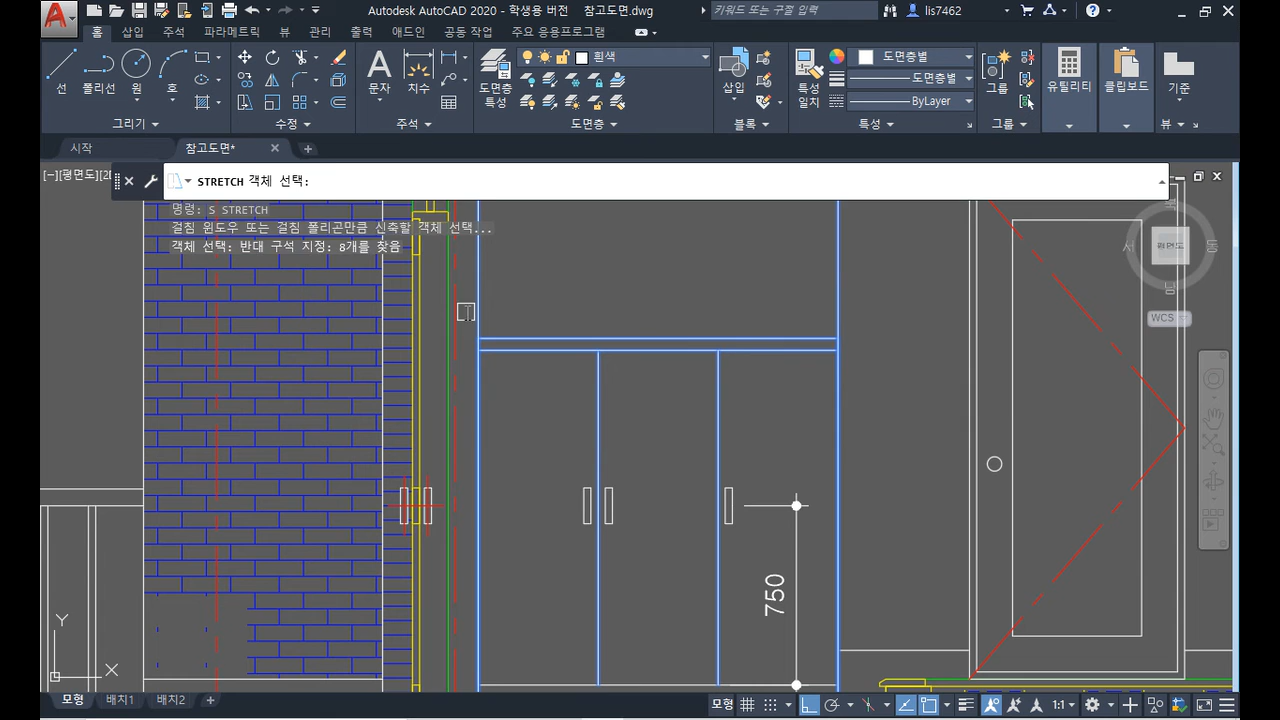 Autodesk AutoCAD 2020 - 학생용 버전 참고도면.dwg
키워드 또는 구절 입력
lis7462
홈 삽입 주석 파라메트릭 뷰 관리 출력 애드인 공동 작업 주요 응용프로그램
선 폴리선 원 호
문자 치수
도면층
특성
흰색
삽입
특성
일치
도면층별
도면층별
ByLayer
그룹 유틸리티 클립보드 기준
그리기 수정 주석 도면층 블록 특성 그룹 뷰
시작 참고도면*
[−][평면도][2D
STRETCH 객체 선택:
명령: S STRETCH
걸침 윈도우 또는 걸침 폴리곤만큼 신축할 객체 선택...
객체 선택: 반대 구석 지정: 8개를 찾음
북
서 평면도 동
남
WCS
750
Y
X
모형 배치1 배치2
모형 1:1